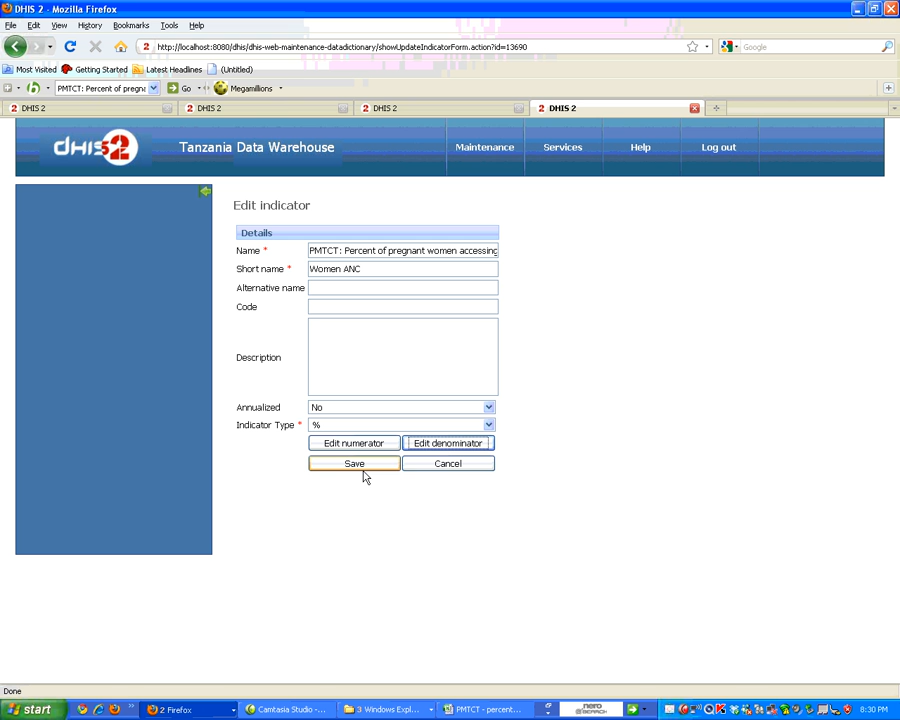 DHIS 2 - Mozilla Firefox
File Edit View History Bookmarks Tools Help
http://localhost:8080/dhis/dhis-web-maintenance-datadictionary/showUpdateIndicatorForm.action?id=13690
Google
Most Visited Getting Started Latest Headlines (Untitled)
PMTCT: Percent of pregna Go Megamillions
DHIS 2 DHIS 2 DHIS 2 DHIS 2
dhis2 Tanzania Data Warehouse Maintenance Services Help Log out
Edit indicator
Details
Name * PMTCT: Percent of pregnant women accessing
Short name * Women ANC
Alternative name
Code
Description
Annualized No
Indicator Type * %
Edit numerator Edit denominator
Save Cancel
Done
start 2 Firefox Camtasia Studio -... 3 Windows Expl... PMTCT - percent... nero SEARCH 8:30 PM